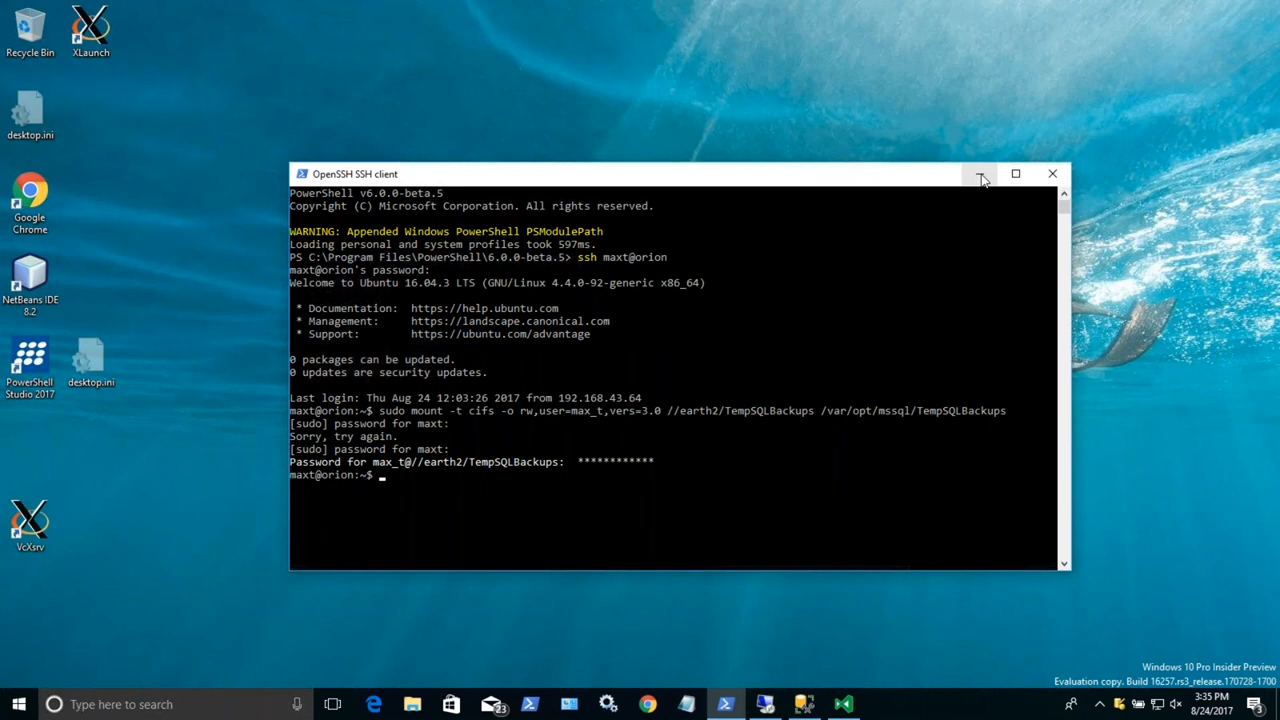 Recycle Bin
XLaunch
desktop.ini
Google
Chrome
NetBeans IDE
8.2
PowerShell
Studio 2017
desktop.ini
VcXsrv
OpenSSH SSH client
PowerShell v6.0.0-beta.5
Copyright (C) Microsoft Corporation. All rights reserved.
WARNING: Appended Windows PowerShell PSModulePath
Loading personal and system profiles took 597ms.
PS C:\Program Files\PowerShell\6.0.0-beta.5> ssh maxt@orion
maxt@orion's password:
Welcome to Ubuntu 16.04.3 LTS (GNU/Linux 4.4.0-92-generic x86_64)
* Documentation: https://help.ubuntu.com
* Management: https://landscape.canonical.com
* Support: https://ubuntu.com/advantage
0 packages can be updated.
0 updates are security updates.
Last login: Thu Aug 24 12:03:26 2017 from 192.168.43.64
maxt@orion:~$ sudo mount -t cifs -o rw,user=max_t,vers=3.0 //earth2/TempSQLBackups /var/opt/mssql/TempSQLBackups
[sudo] password for maxt:
Sorry, try again.
[sudo] password for maxt:
Password for max_t@//earth2/TempSQLBackups: ************
maxt@orion:~$
Windows 10 Pro Insider Preview
Evaluation copy. Build 16257.rs3_release.170728-1700
Type here to search
23
3:35 PM
8/24/2017
3